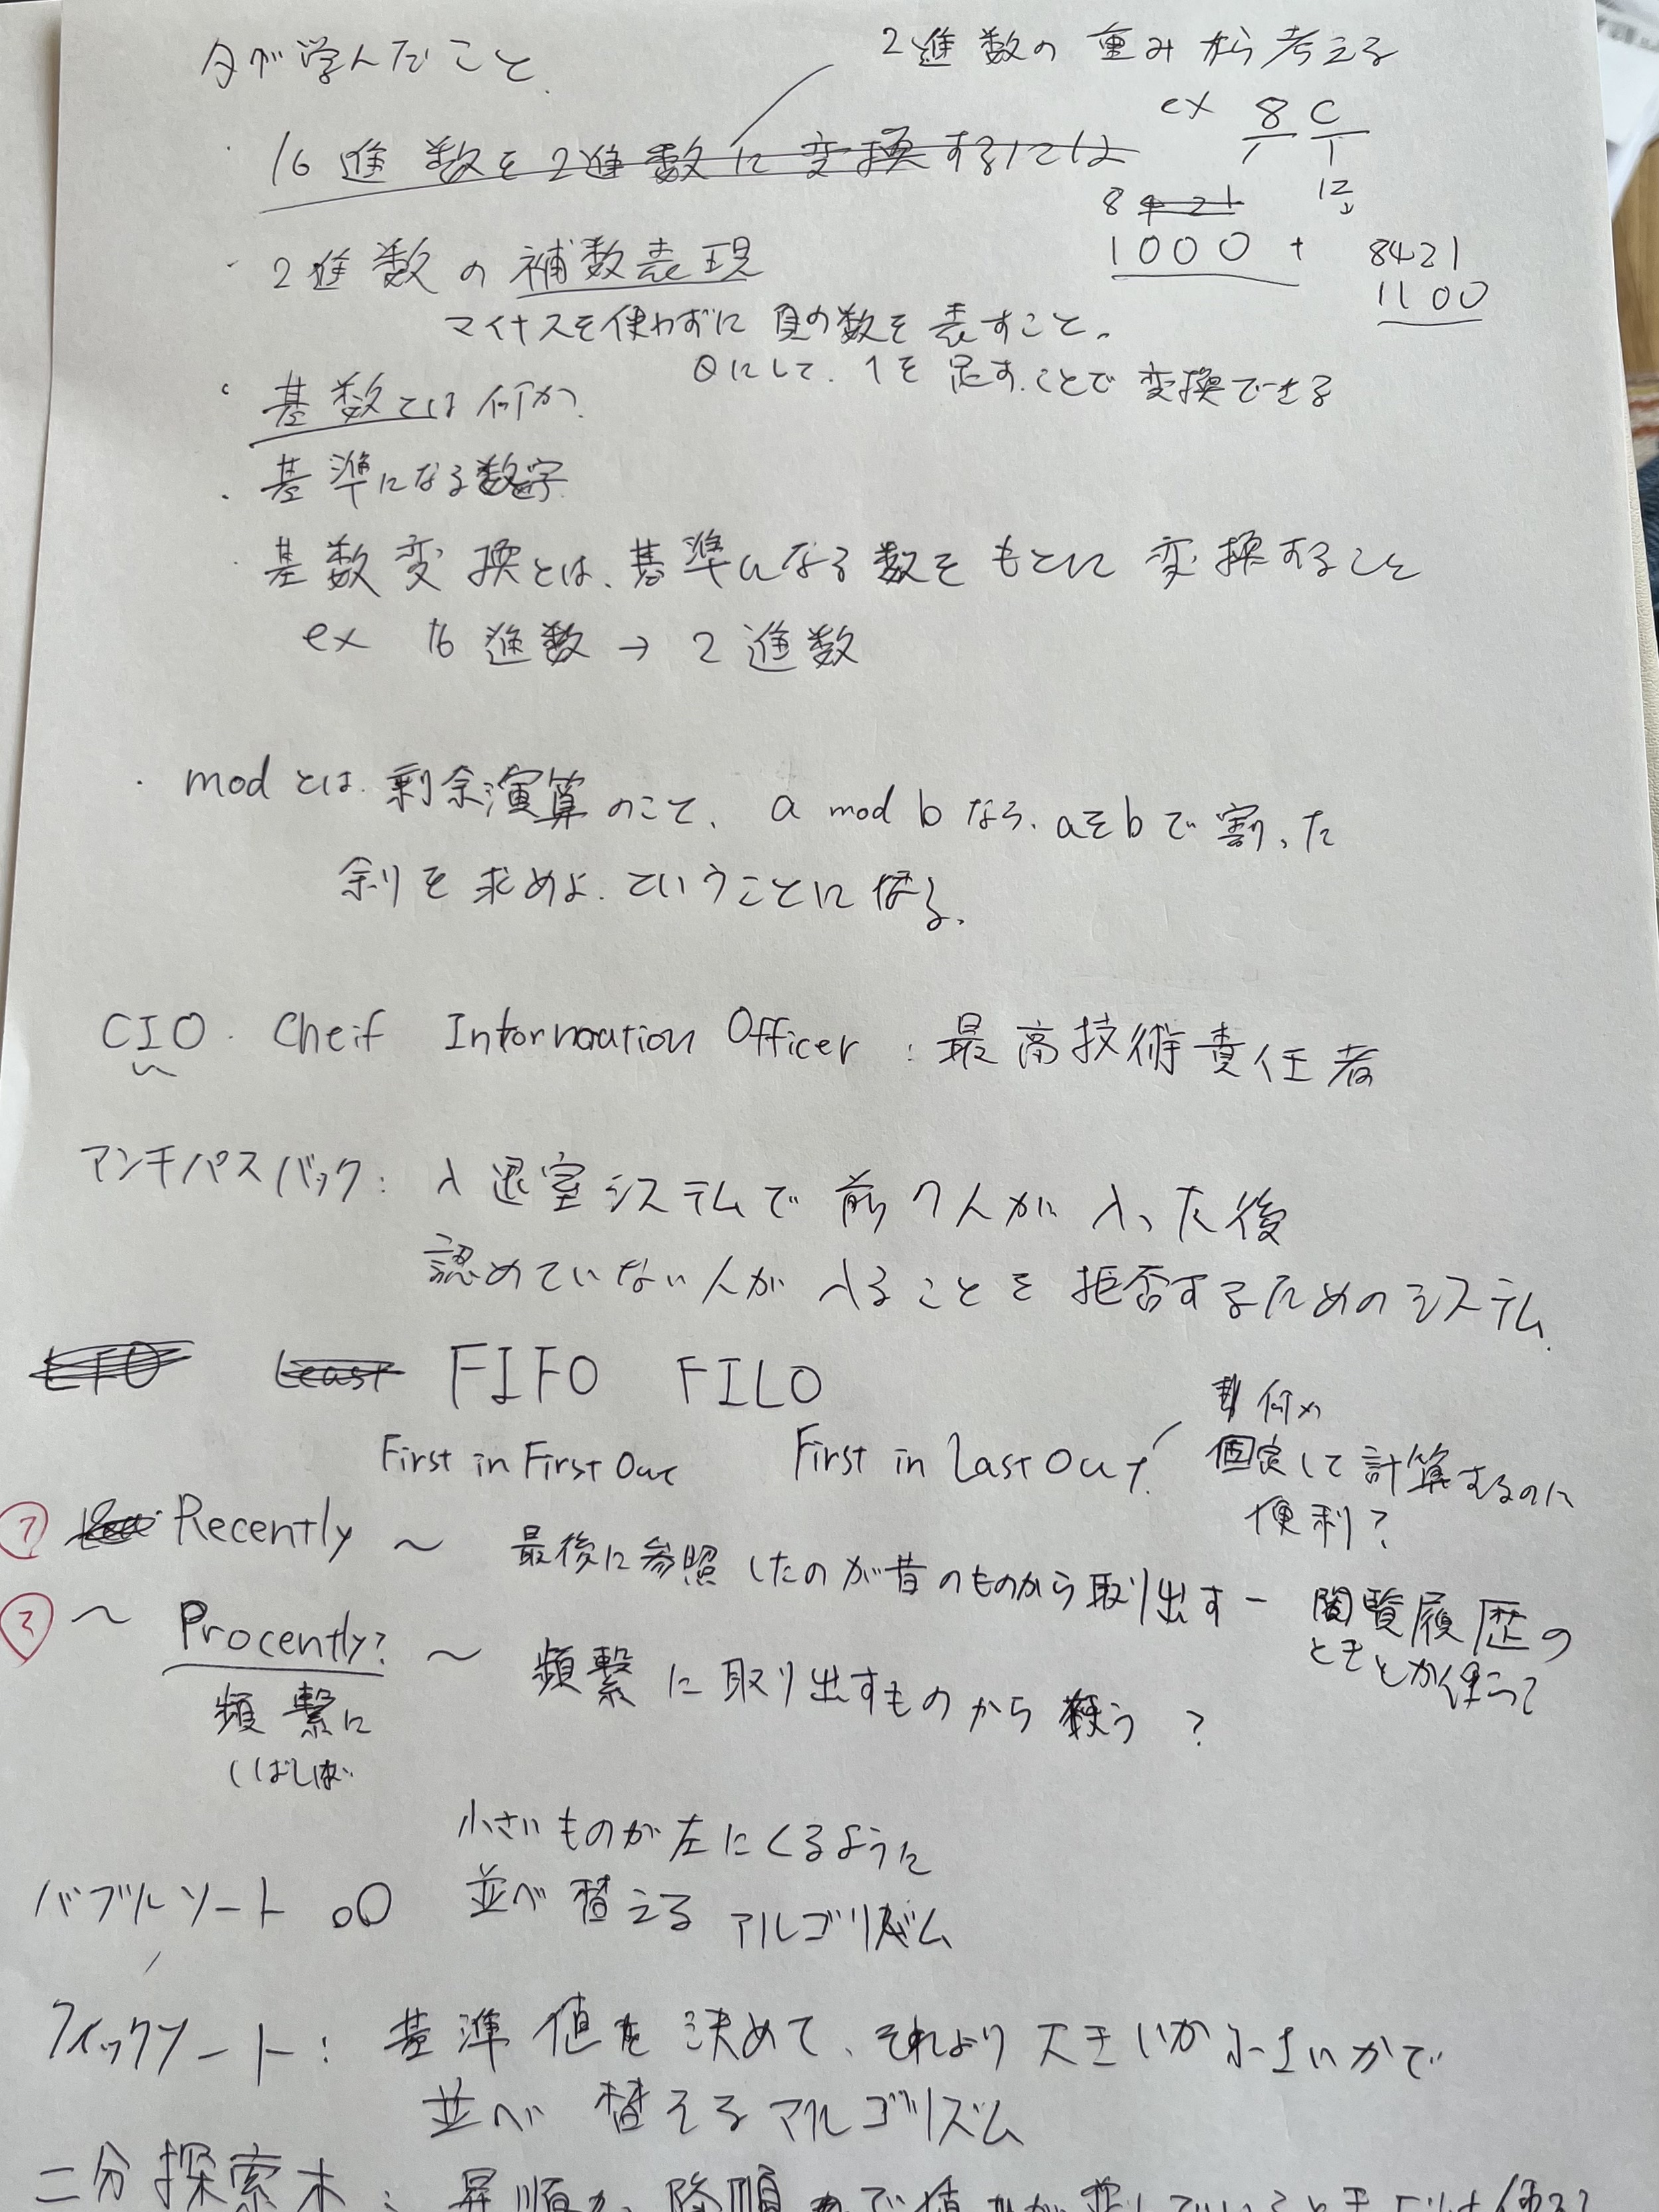 今が学んだこと
2進数の重みから考える
ex 8 C
・16進数を2進数に変換するには
8 4 2 1 12
1000 + 8421
1100
・2進数の補数表現
マイナスを使わずに負の数を表すこと。
0にして、1を足すことで変換できる
・基数とは何か
・基準になる数字
・基数変換とは、基準になる数をもとに変換すること
ex 16進数→2進数
・modとは剰余演算のこと、a mod bなら、aをbで割った
余りを求めよ、ということになる。
CIO. Cheif Information Officer:最高技術責任者
アンチパスバック:入退室システムで前の人が入った後
認めていない人が入ることを拒否するためのシステム
Least FIFO FILO
First in First Out First in Last Out
何か
固定して計算するのに
便利?
① Recently 〜 最後に参照したのが昔のものから取り出すー閲覧履歴の
ときとか使って
② 〜 Procently? 〜 頻繁に取り出すものから 扱う?
頻繁に
しばしば
小さいものが左にくるように
バブルソート 並べ替えるアルゴリズム
クイックソート:基準値を決めて、それより大きいか小さいかで
並べ替えるアルゴリズム
二分探索木:昇順か降順かで値